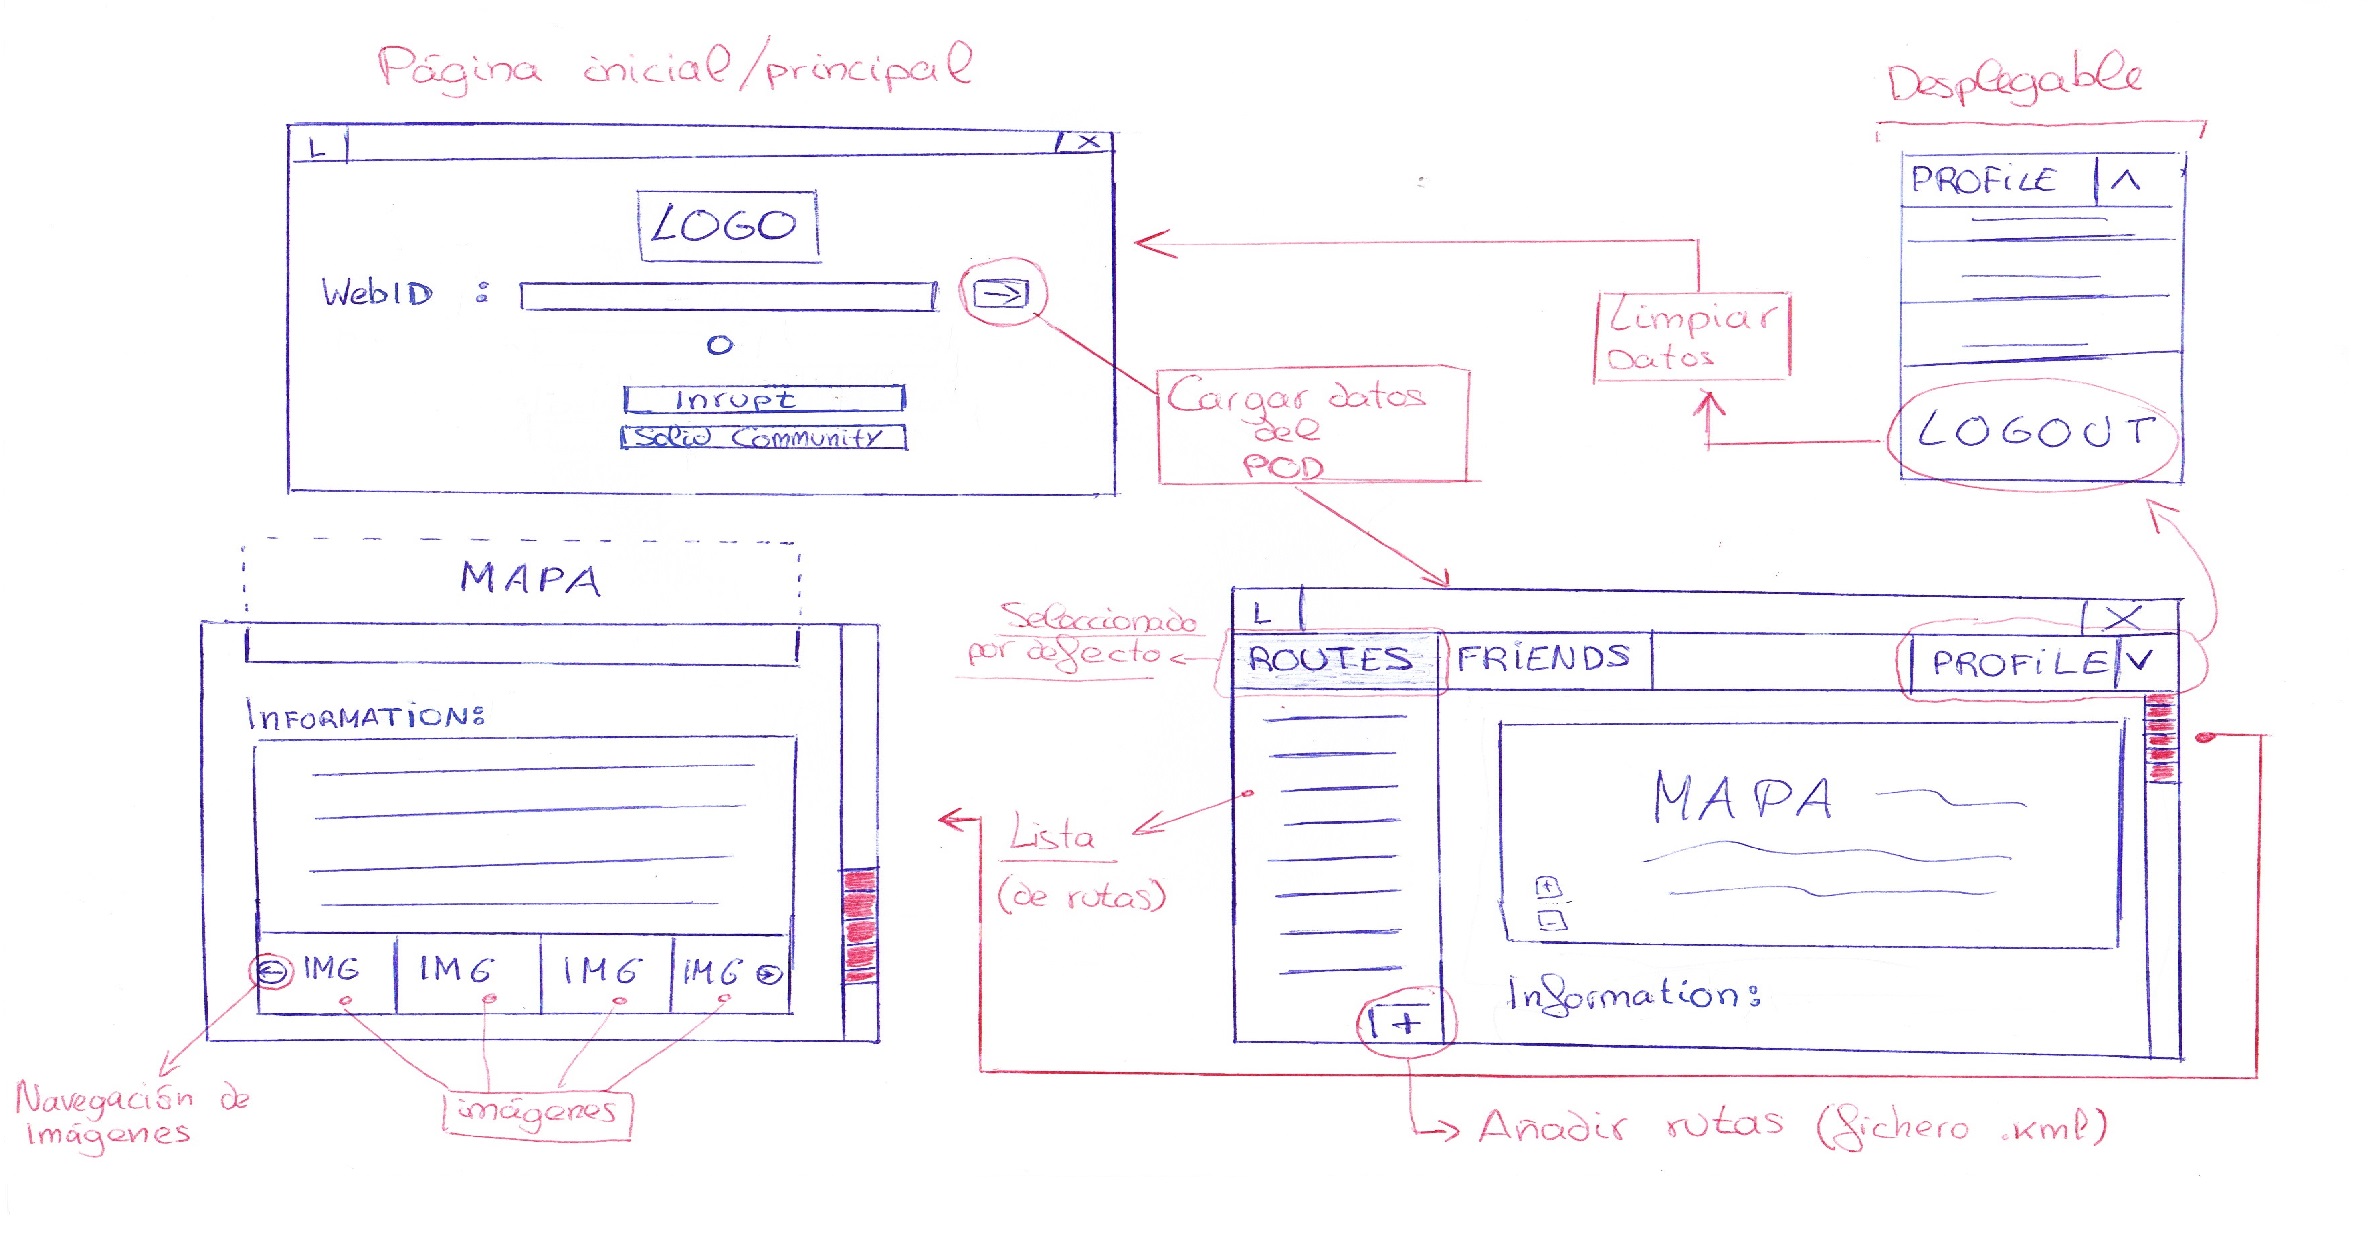 Página inicial/principal
L
X
LOGO
WebID :
→
O
Inrupt
Solid Community
Cargar datos
del
POD
Limpiar
Datos
Desplegable
PROFiLE ^
LOGOUT
MAPA
INFORMATiON:
← IMG IMG IMG IMG →
Navegación de
Imágenes
imágenes
Seleccionado
por defecto
Lista
(de rutas)
L
X
ROUTES FRiENDS PROFiLE v
MAPA
+
-
Information:
+
Añadir rutas (fichero .kml)